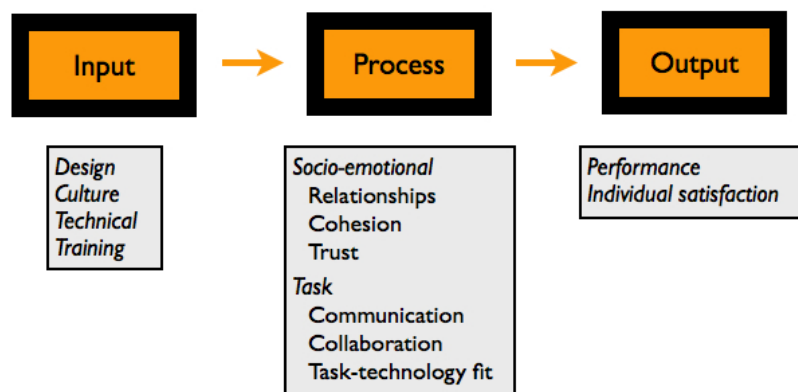 Input
Process
Output
Design
Culture
Technical
Training
Socio-emotional
Relationships
Cohesion
Trust
Task
Communication
Collaboration
Task-technology fit
Performance
Individual satisfaction